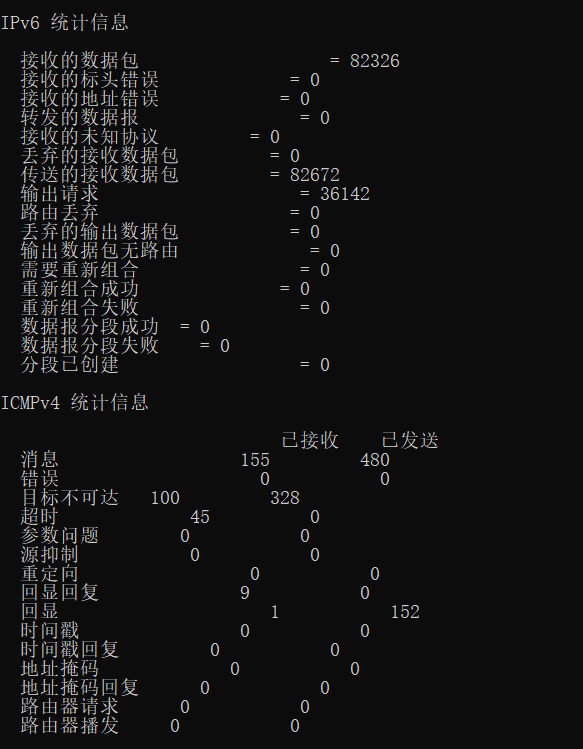 IPv6 统计信息
接收的数据包 = 82326
接收的标头错误 = 0
接收的地址错误 = 0
转发的数据报 = 0
接收的未知协议 = 0
丢弃的接收数据包 = 0
传送的接收数据包 = 82672
输出请求 = 36142
路由丢弃 = 0
丢弃的输出数据包 = 0
输出数据包无路由 = 0
需要重新组合 = 0
重新组合成功 = 0
重新组合失败 = 0
数据报分段成功 = 0
数据报分段失败 = 0
分段已创建 = 0
ICMPv4 统计信息
已接收 已发送
消息 155 480
错误 0 0
目标不可达 100 328
超时 45 0
参数问题 0 0
源抑制 0 0
重定向 0 0
回显回复 9 0
回显 1 152
时间戳 0 0
时间戳回复 0 0
地址掩码 0 0
地址掩码回复 0 0
路由器请求 0 0
路由器播发 0 0